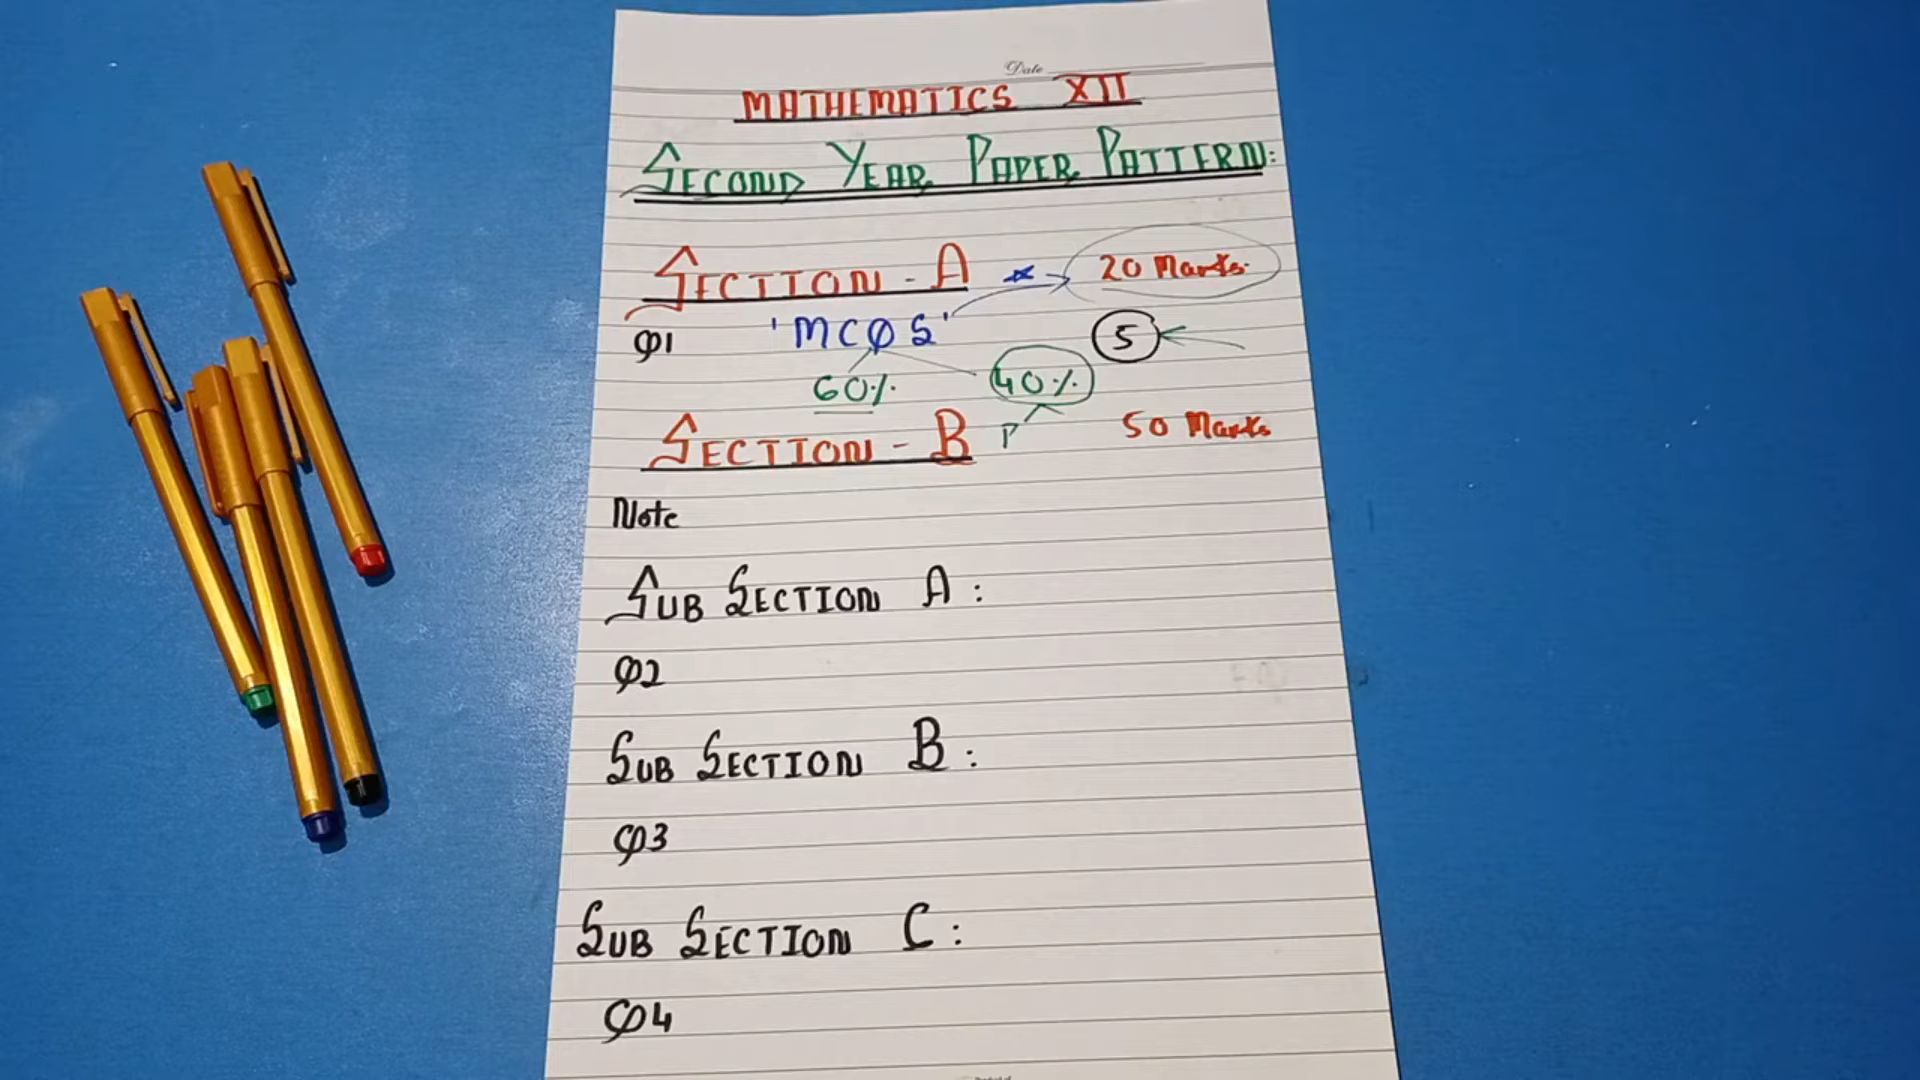 Date
MATHEMATICS XII
SECOND YEAR PAPER PATTERN:
SECTION - A 20 Marks
Q1 'MCQS' 5
60% 40%
SECTION - B P 50 Marks
Note
SUB SECTION A:
Q2
SUB SECTION B:
Q3
SUB SECTION C:
Q4